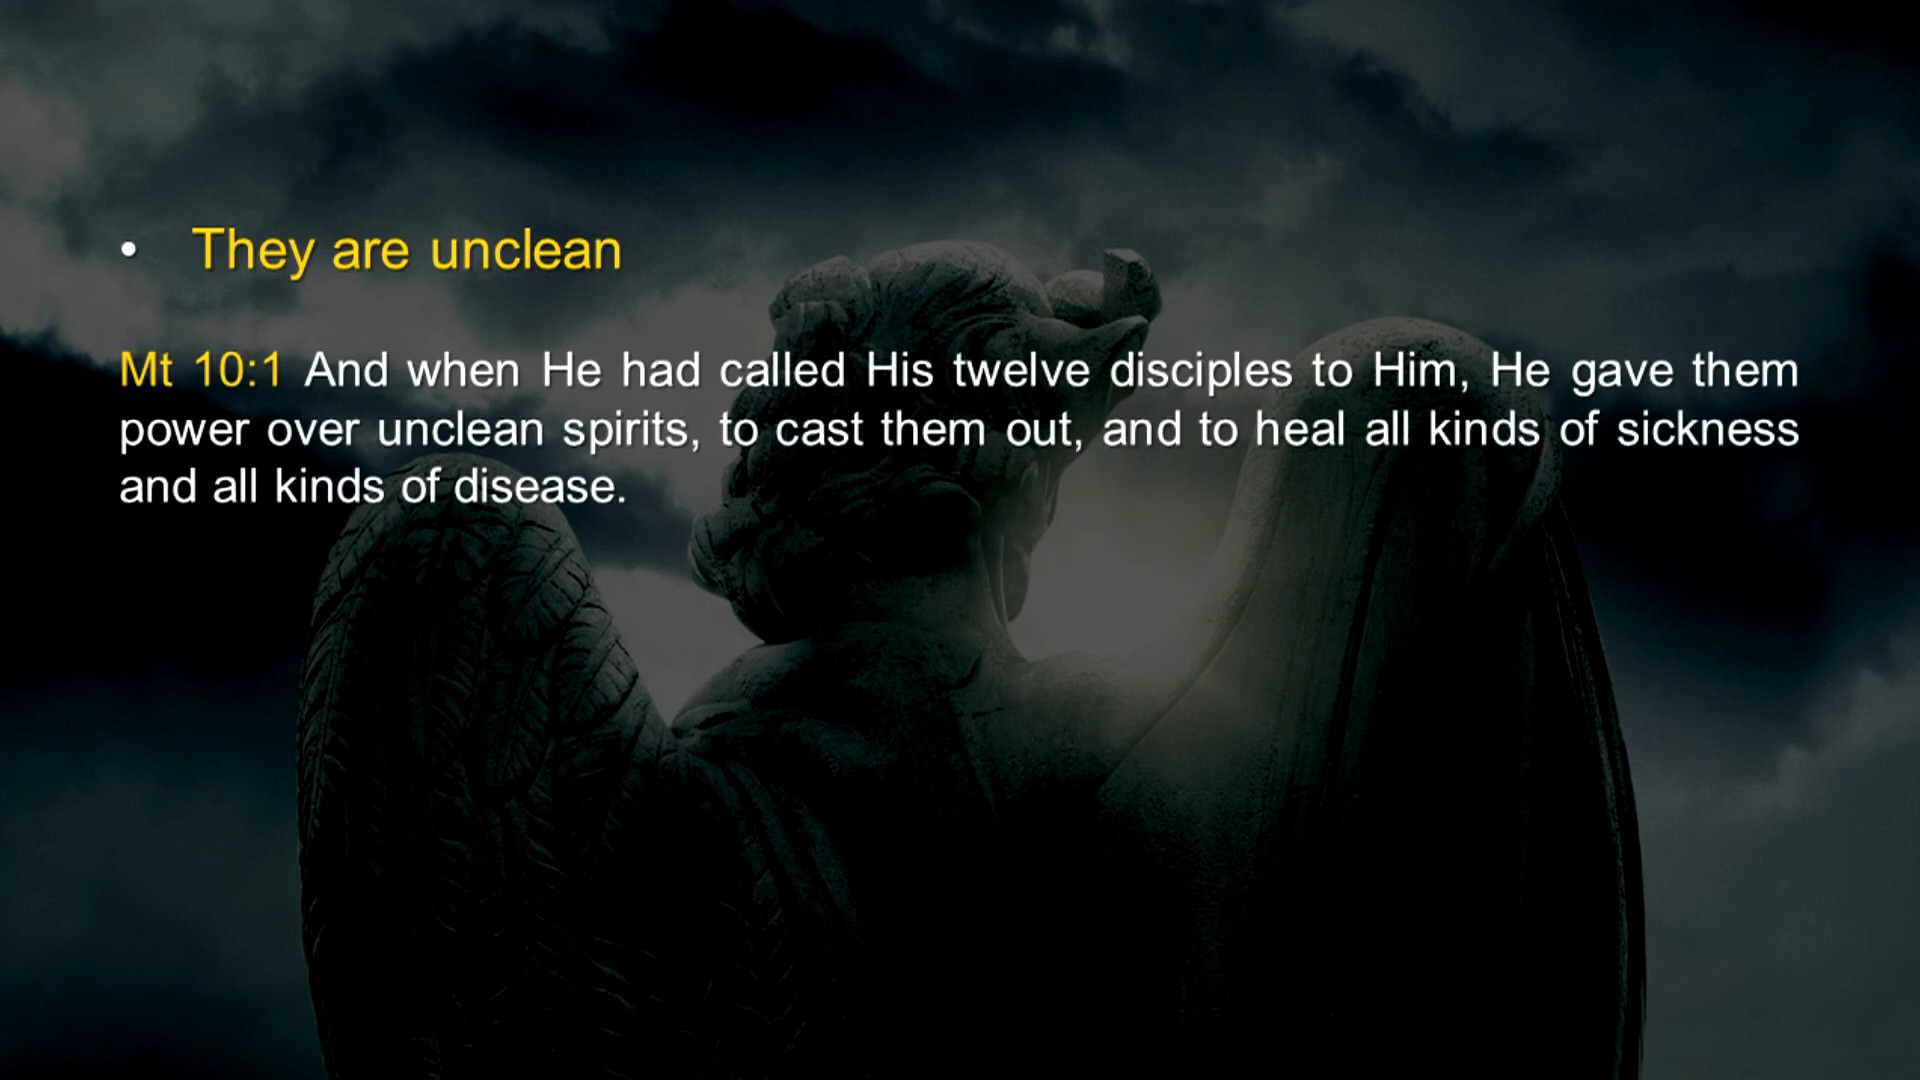 • They are unclean
Mt 10:1 And when He had called His twelve disciples to Him, He gave them
power over unclean spirits, to cast them out, and to heal all kinds of sickness
and all kinds of disease.